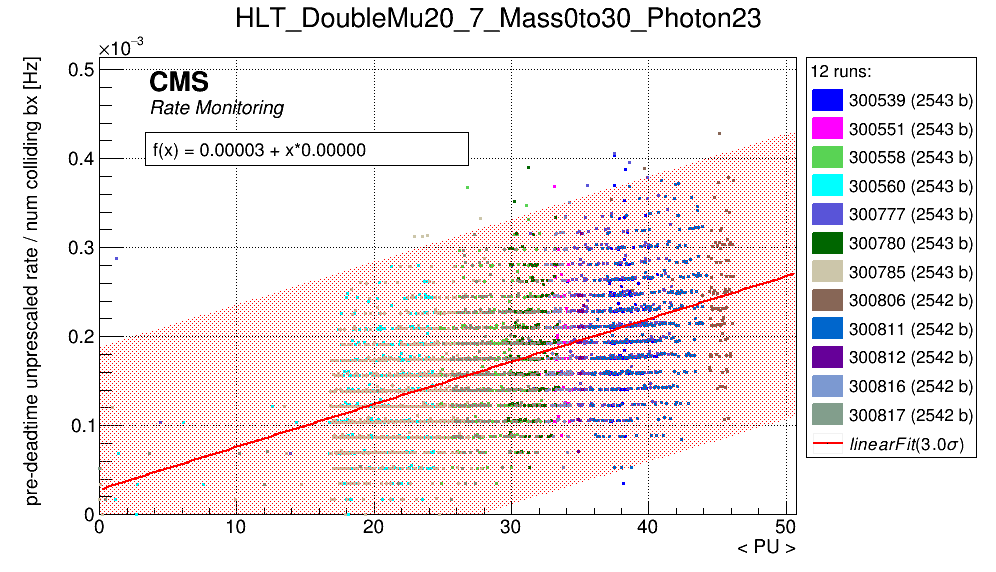 HLT_DoubleMu20_7_Mass0to30_Photon23
×10⁻³
pre-deadtime unprescaled rate / num colliding bx [Hz]
0.5
0.4
0.3
0.2
0.1
0
CMS
Rate Monitoring
f(x) = 0.00003 + x*0.00000
0 10 20 30 40 50
< PU >
12 runs:
300539 (2543 b)
300551 (2543 b)
300558 (2543 b)
300560 (2543 b)
300777 (2543 b)
300780 (2543 b)
300785 (2543 b)
300806 (2542 b)
300811 (2542 b)
300812 (2542 b)
300816 (2542 b)
300817 (2542 b)
linearFit(3.0σ)